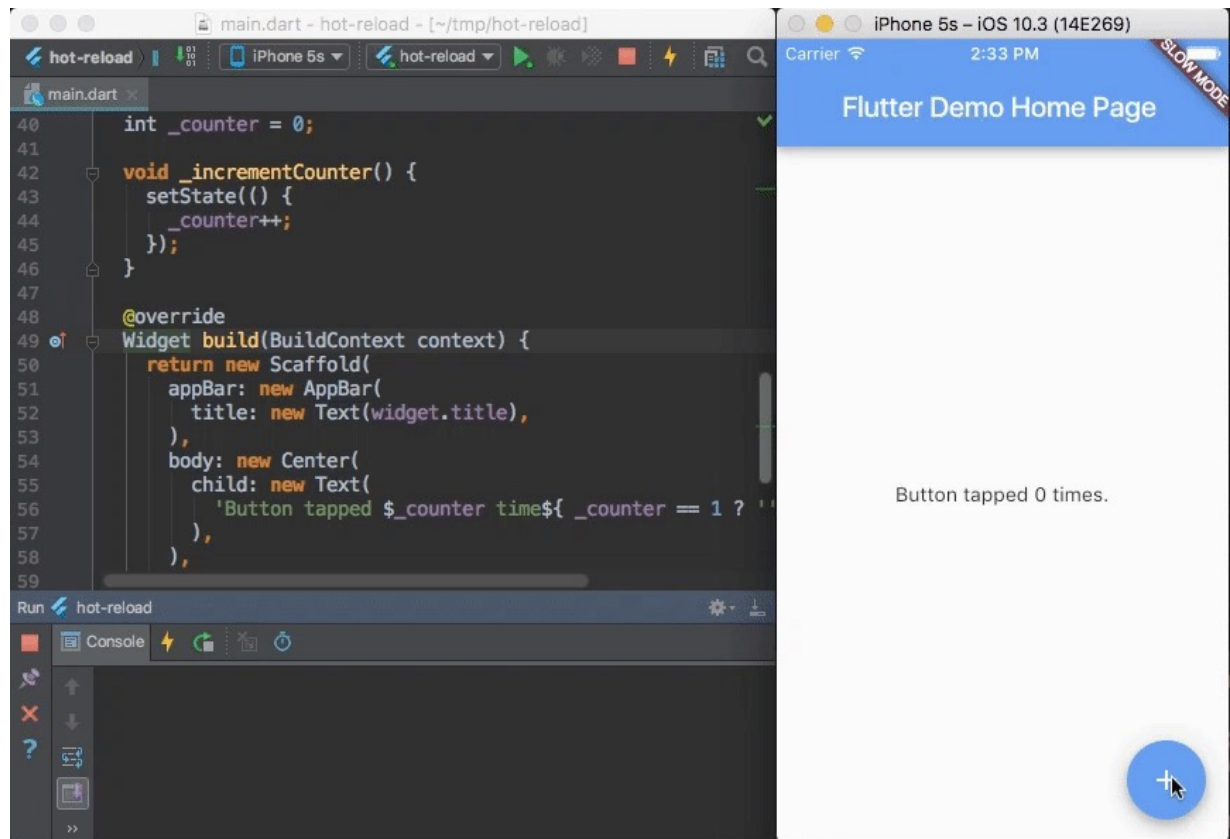 main.dart - hot-reload - [~/tmp/hot-reload]
hot-reload
iPhone 5s
hot-reload
main.dart
40 int _counter = 0;
41
42 void _incrementCounter() {
43 setState(() {
44 _counter++;
45 });
46 }
47
48 @override
49 Widget build(BuildContext context) {
50 return new Scaffold(
51 appBar: new AppBar(
52 title: new Text(widget.title),
53 ),
54 body: new Center(
55 child: new Text(
56 'Button tapped $_counter time${ _counter == 1 ? ''
57 ),
58 ),
59
Run hot-reload
Console
iPhone 5s – iOS 10.3 (14E269)
Carrier 2:33 PM
SLOW MODE
Flutter Demo Home Page
Button tapped 0 times.